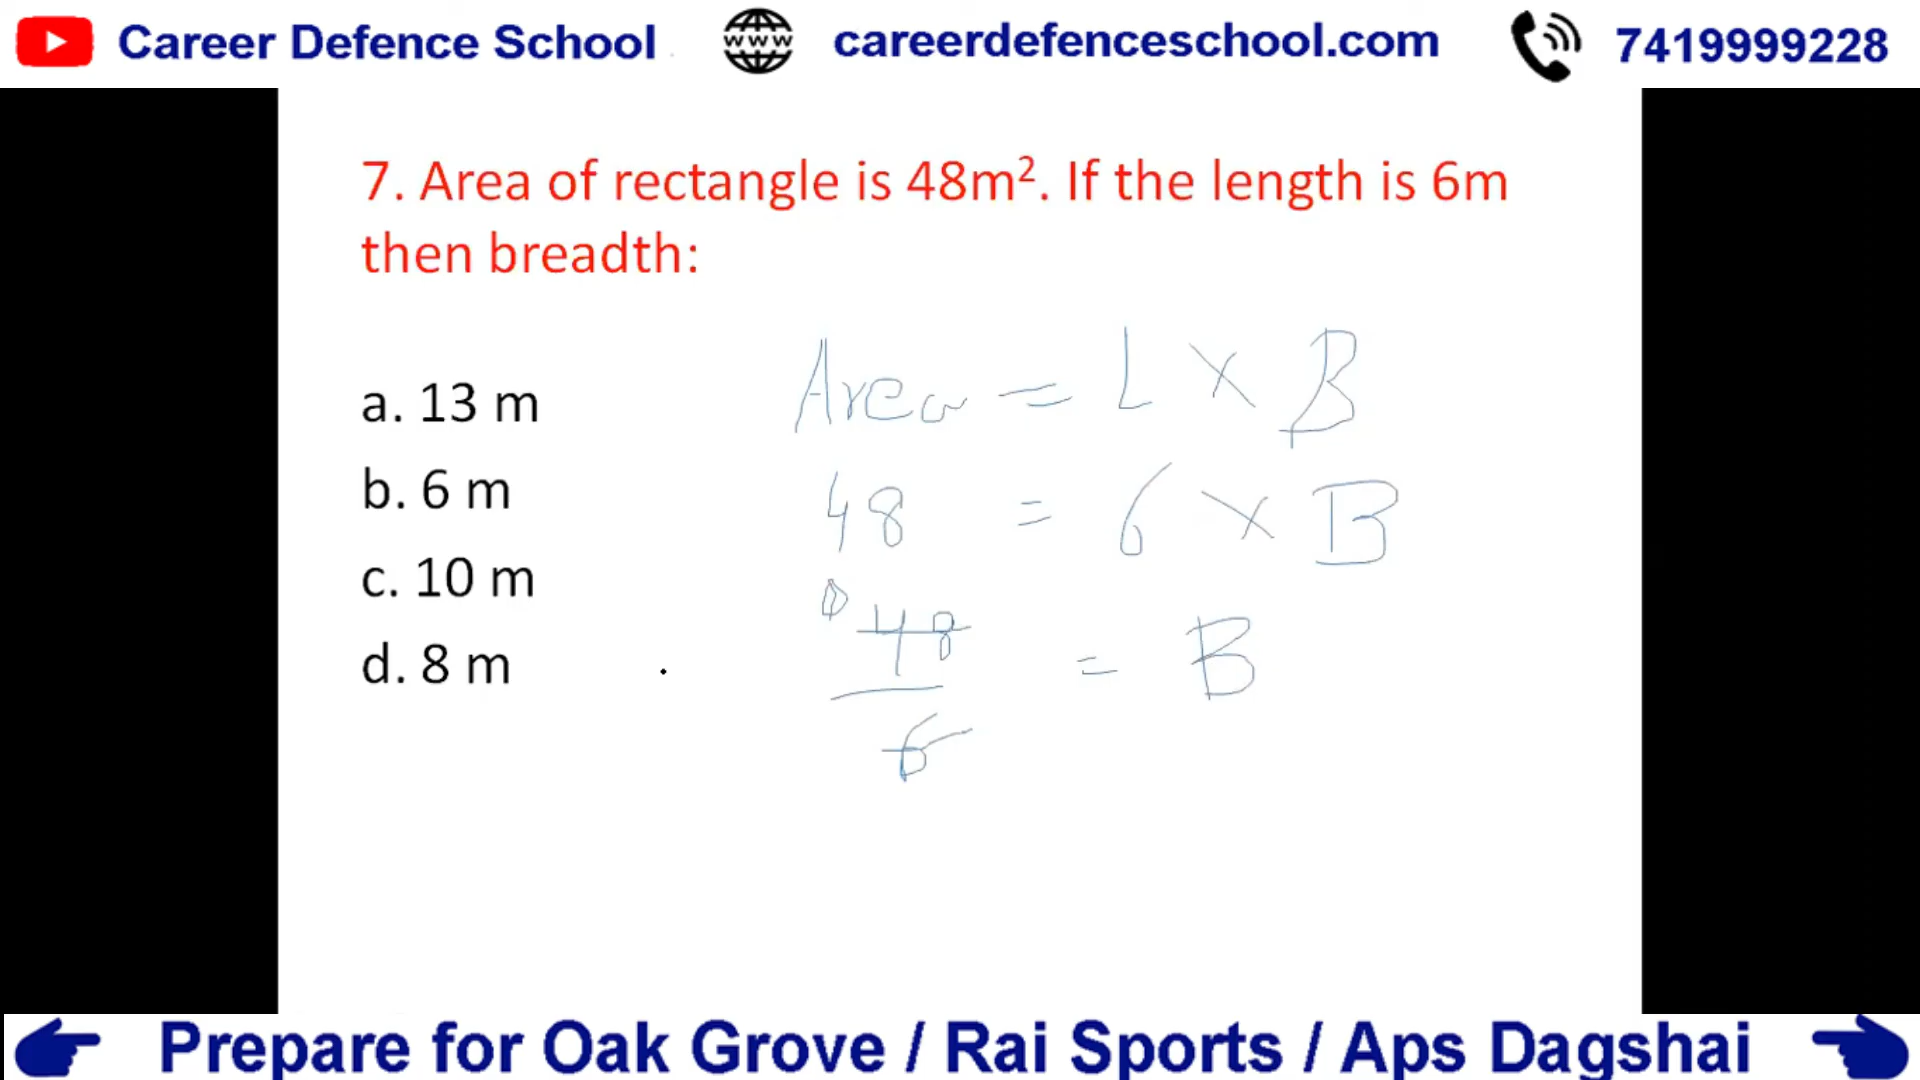 Career Defence School
www
careerdefenceschool.com
7419999228
7. Area of rectangle is 48m². If the length is 6m
then breadth:
a. 13 m
b. 6 m
c. 10 m
d. 8 m
Area = L × B
48 = 6 × B
48
= B
6
Prepare for Oak Grove / Rai Sports / Aps Dagshai